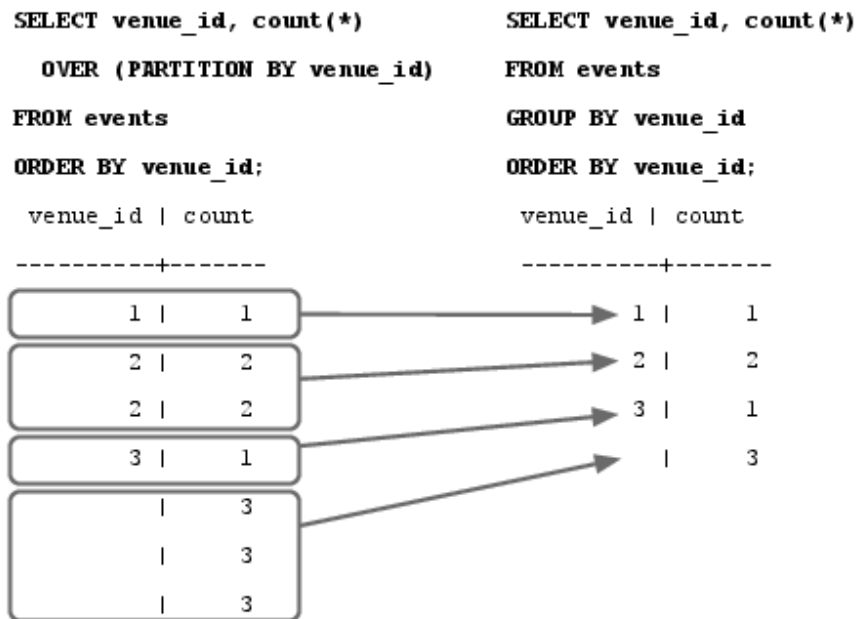 SELECT venue_id, count(*)
OVER (PARTITION BY venue_id)
FROM events
ORDER BY venue_id;
venue_id | count
----------+-------
1 | 1
2 | 2
2 | 2
3 | 1
| 3
| 3
| 3
SELECT venue_id, count(*)
FROM events
GROUP BY venue_id
ORDER BY venue_id;
venue_id | count
----------+-------
1 | 1
2 | 2
3 | 1
| 3